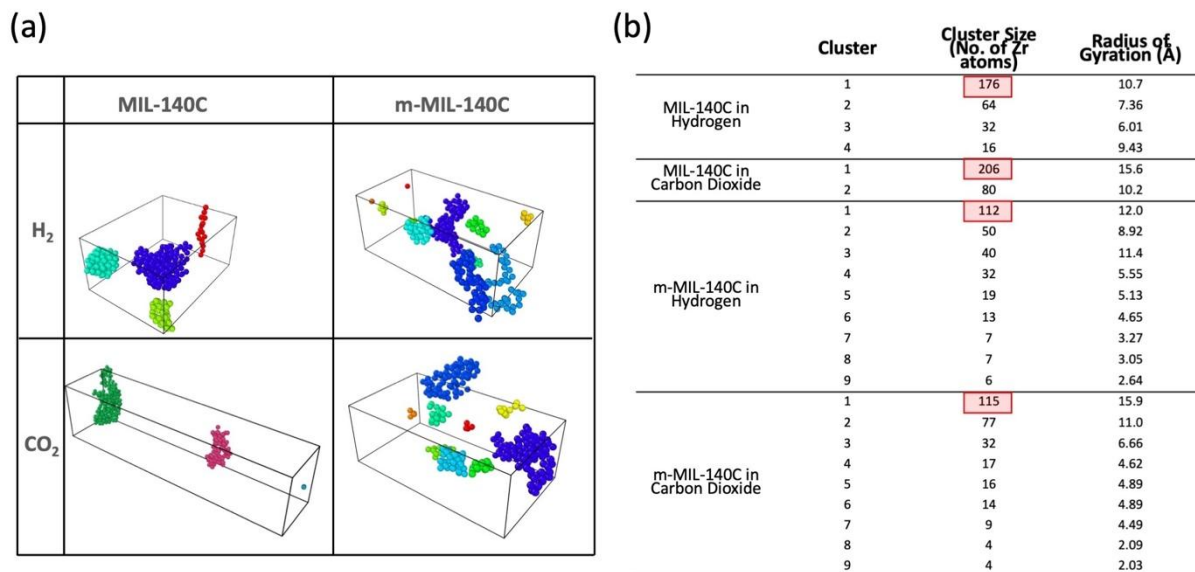 (a)
MIL-140C m-MIL-140C
H2
CO2
(b)
Cluster Cluster Size (No. of Zr atoms) Radius of Gyration (Å)
MIL-140C in Hydrogen
1 176 10.7
2 64 7.36
3 32 6.01
4 16 9.43
MIL-140C in Carbon Dioxide
1 206 15.6
2 80 10.2
m-MIL-140C in Hydrogen
1 112 12.0
2 50 8.92
3 40 11.4
4 32 5.55
5 19 5.13
6 13 4.65
7 7 3.27
8 7 3.05
9 6 2.64
m-MIL-140C in Carbon Dioxide
1 115 15.9
2 77 11.0
3 32 6.66
4 17 4.62
5 16 4.89
6 14 4.89
7 9 4.49
8 4 2.09
9 4 2.03